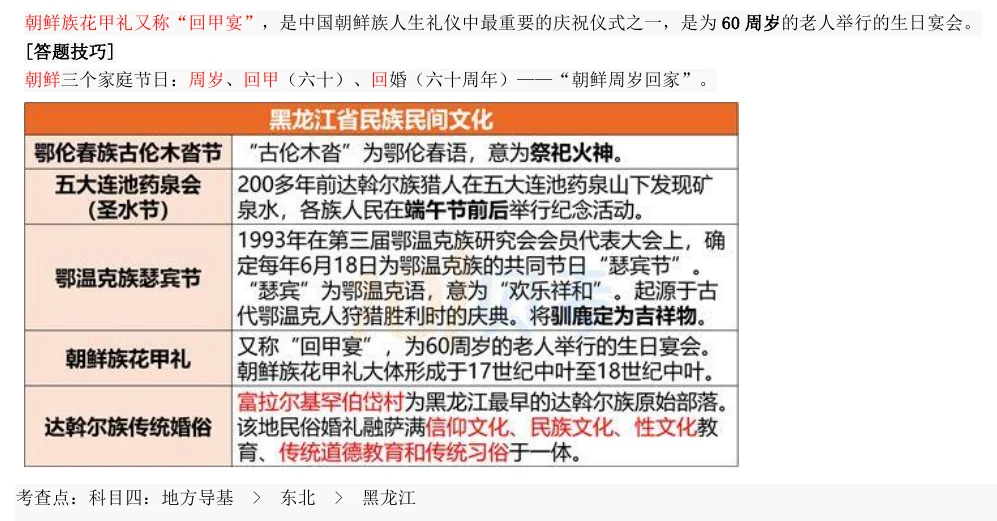 朝鲜族花甲礼又称“回甲宴”，是中国朝鲜族人生礼仪中最重要的庆祝仪式之一，是为 60 周岁的老人举行的生日宴会。
[答题技巧]
朝鲜三个家庭节日：周岁、回甲（六十）、回婚（六十周年）——“朝鲜周岁回家”。
黑龙江省民族民间文化
鄂伦春族古伦木沓节
“古伦木沓”为鄂伦春语，意为祭祀火神。
五大连池药泉会
（圣水节）
200多年前达斡尔族猎人在五大连池药泉山下发现矿
泉水，各族人民在端午节前后举行纪念活动。
鄂温克族瑟宾节
1993年在第三届鄂温克族研究会会员代表大会上，确
定每年6月18日为鄂温克族的共同节日“瑟宾节”。
“瑟宾”为鄂温克语，意为“欢乐祥和”。起源于古
代鄂温克人狩猎胜利时的庆典。将驯鹿定为吉祥物。
朝鲜族花甲礼
又称“回甲宴”，为60周岁的老人举行的生日宴会。
朝鲜族花甲礼大体形成于17世纪中叶至18世纪中叶。
达斡尔族传统婚俗
富拉尔基罕伯岱村为黑龙江最早的达斡尔族原始部落。
该地民俗婚礼融萨满信仰文化、民族文化、性文化教
育、传统道德教育和传统习俗于一体。
考查点：科目四：地方导基 > 东北 > 黑龙江